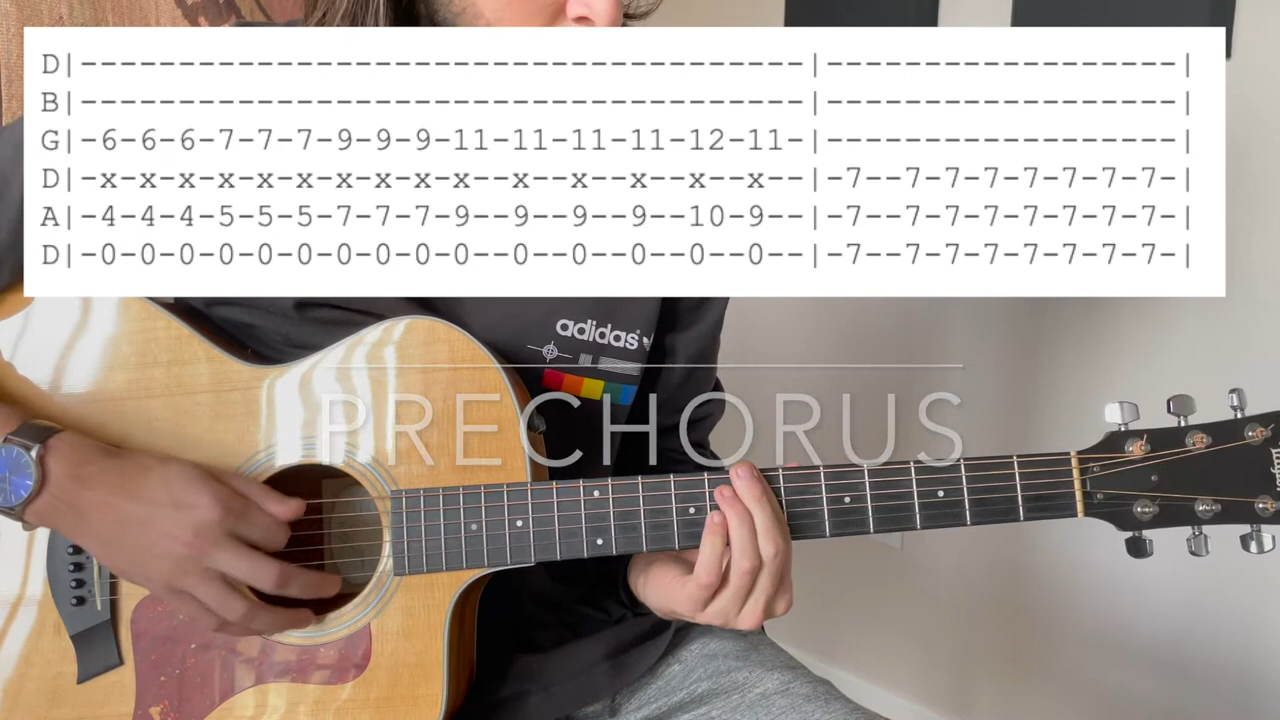 D|-------------------------------------|------------------|
B|-------------------------------------|------------------|
G|-6-6-6-7-7-7-9-9-9-11-11-11-11-12-11-|------------------|
D|-x-x-x-x-x-x-x-x-x-x--x--x--x--x--x--|-7--7-7-7-7-7-7-7-|
A|-4-4-4-5-5-5-7-7-7-9--9--9--9--10-9--|-7--7-7-7-7-7-7-7-|
D|-0-0-0-0-0-0-0-0-0-0--0--0--0--0--0--|-7--7-7-7-7-7-7-7-|
adidas
PRECHORUS